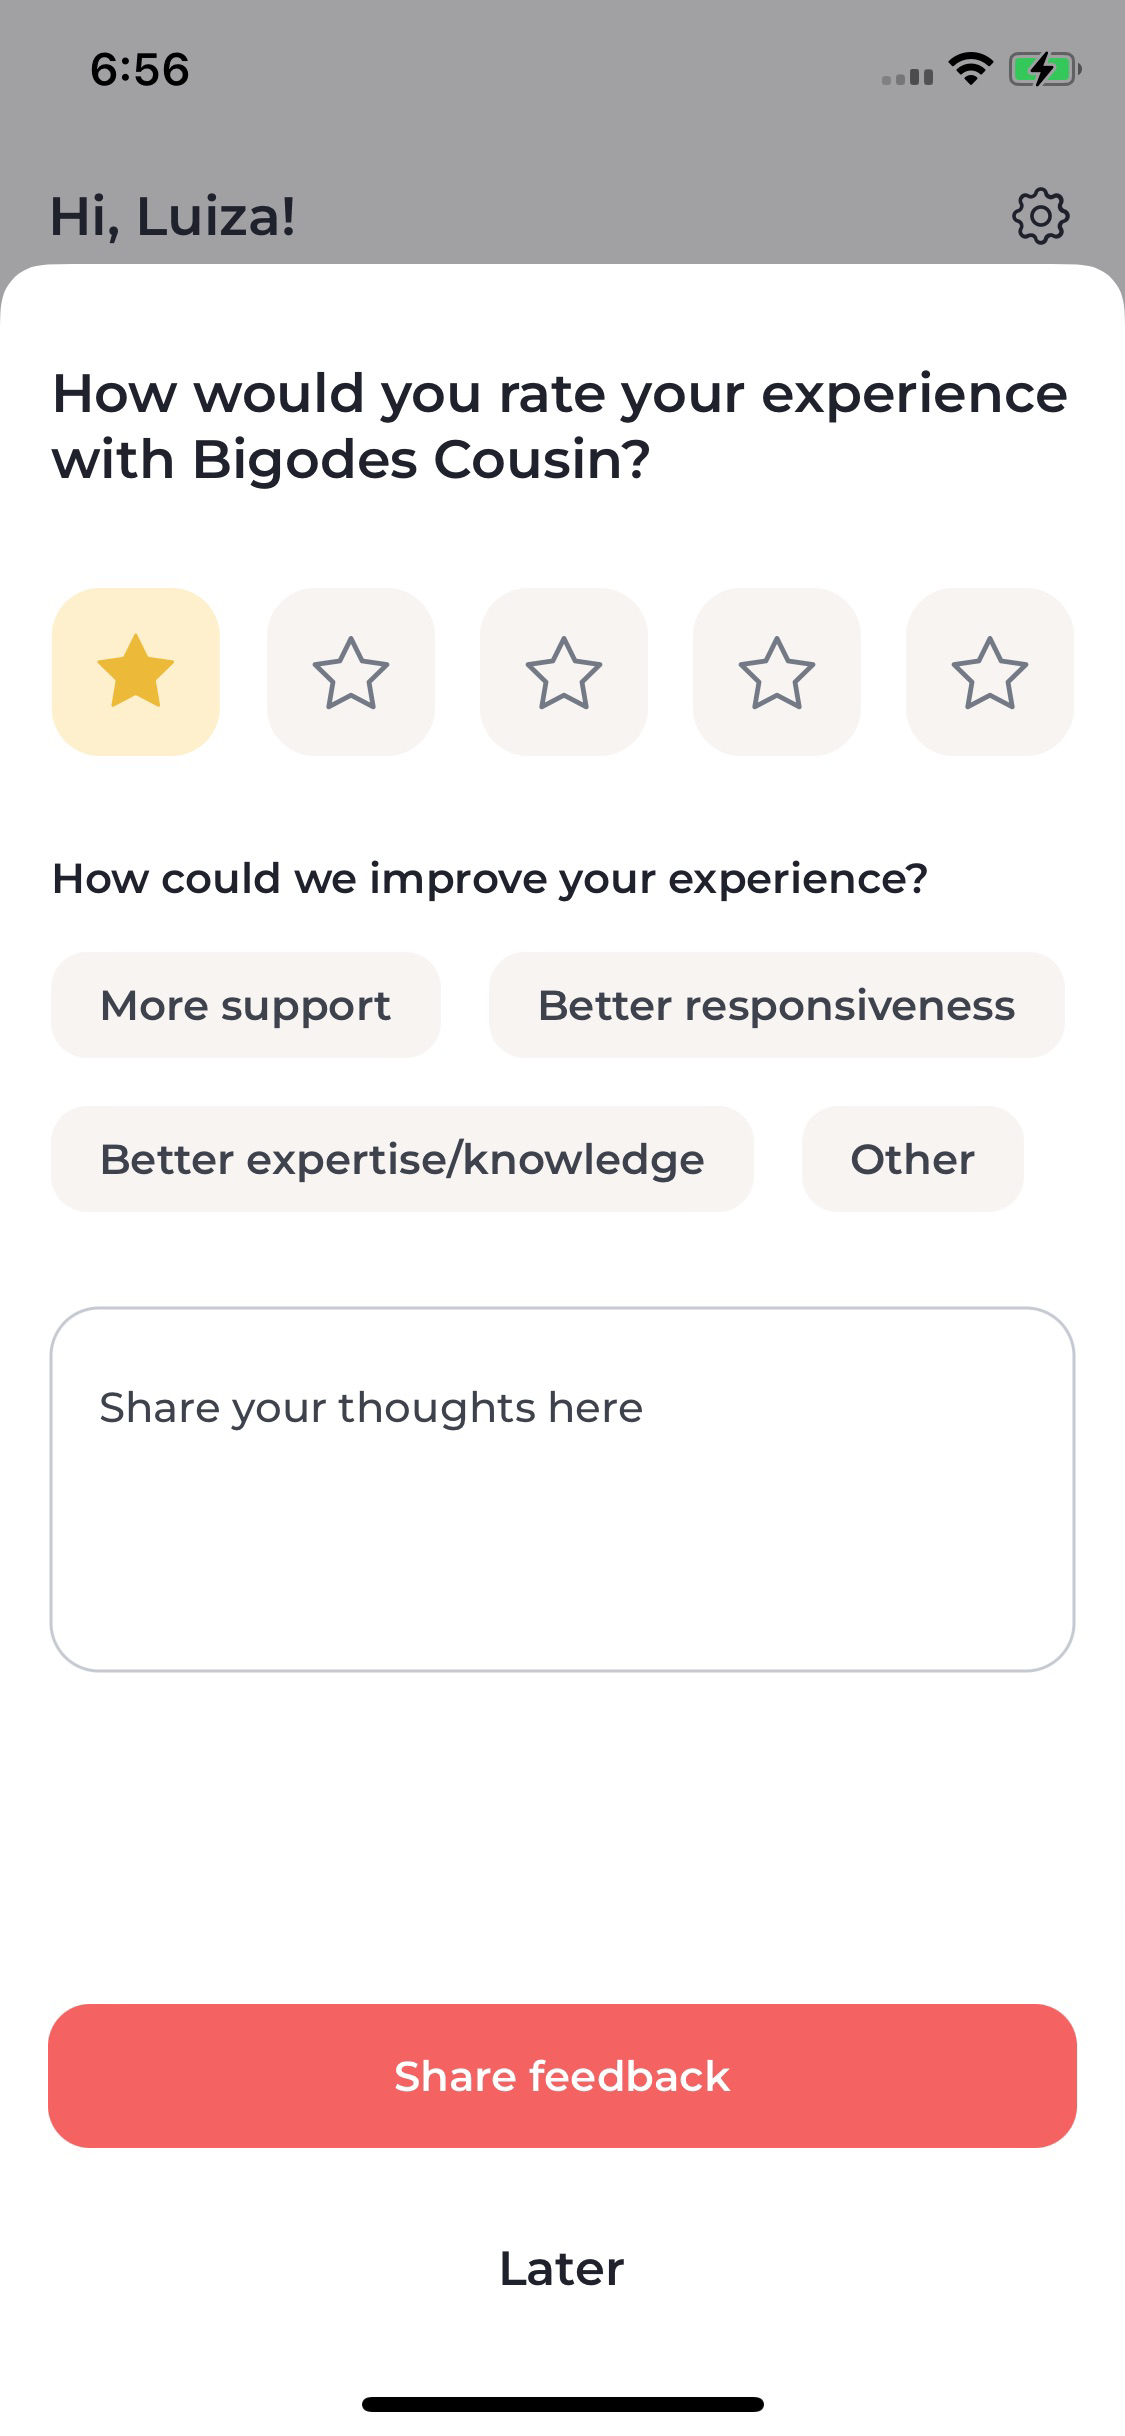 6:56
Hi, Luiza!
How would you rate your experience
with Bigodes Cousin?
How could we improve your experience?
More support
Better responsiveness
Better expertise/knowledge
Other
Share your thoughts here
Share feedback
Later